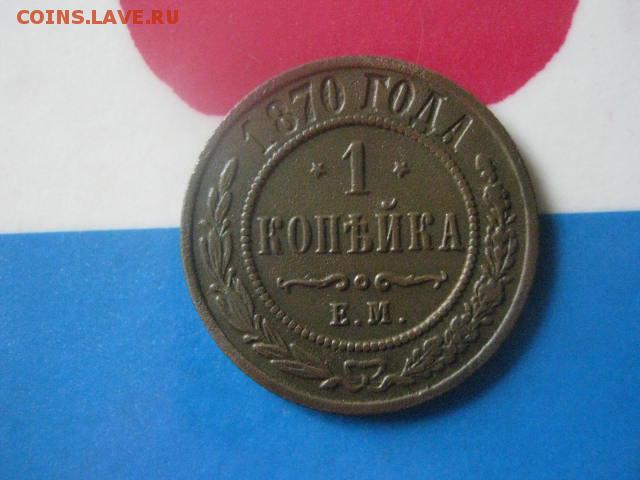 COINS.LAVE.RU
1870 ГОДА
1
КОПѢЙКА
Е.М.